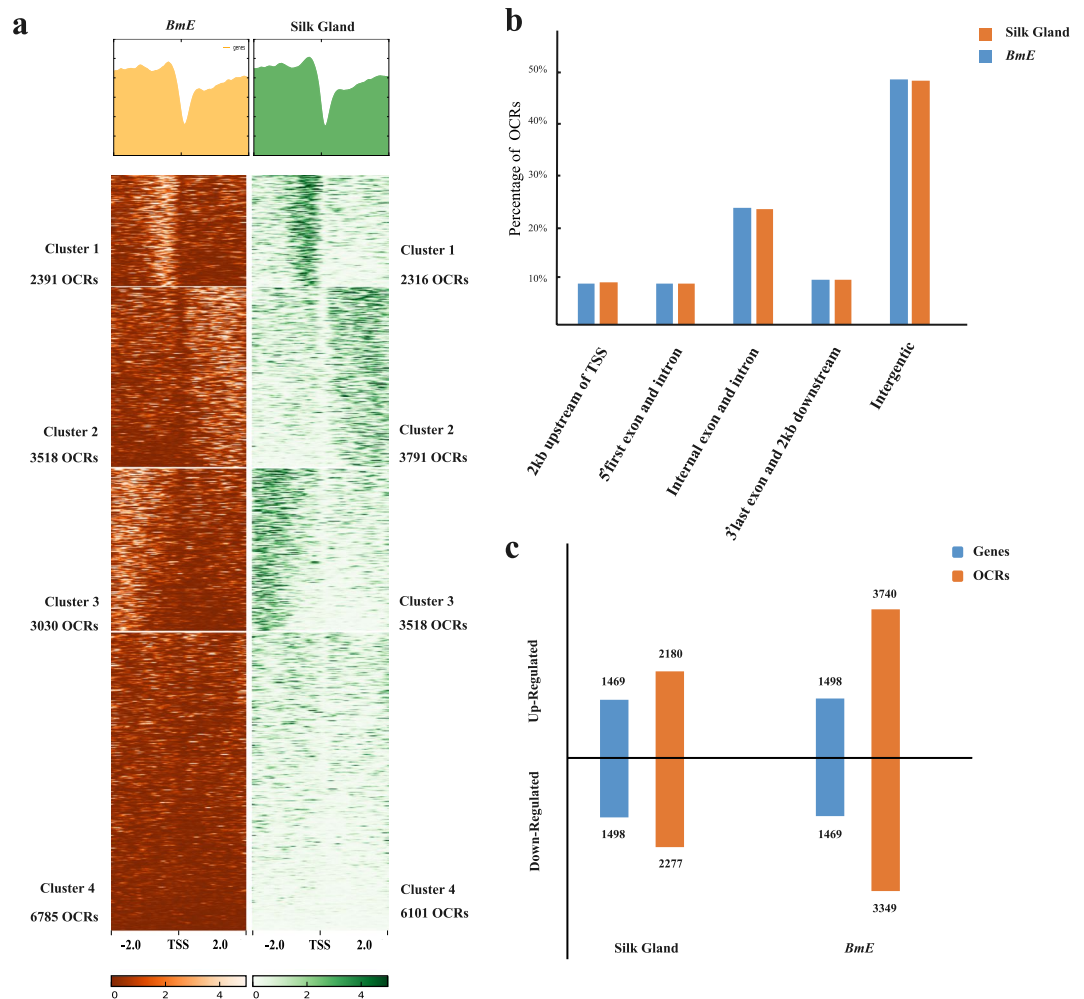 a
BmE
Silk Gland
genes
Cluster 1
2391 OCRs
Cluster 2
3518 OCRs
Cluster 3
3030 OCRs
Cluster 4
6785 OCRs
Cluster 1
2316 OCRs
Cluster 2
3791 OCRs
Cluster 3
3518 OCRs
Cluster 4
6101 OCRs
-2.0 TSS 2.0
-2.0 TSS 2.0
0 2 4
0 2 4
b
Silk Gland
BmE
Percentage of OCRs
50%
40%
30%
20%
10%
2kb upstream of TSS
5'first exon and intron
Internal exon and intron
3'last exon and 2kb downstream
Intergentic
c
Genes
OCRs
Up-Regulated
Down-Regulated
1469
2180
1498
3740
1498
2277
1469
3349
Silk Gland
BmE